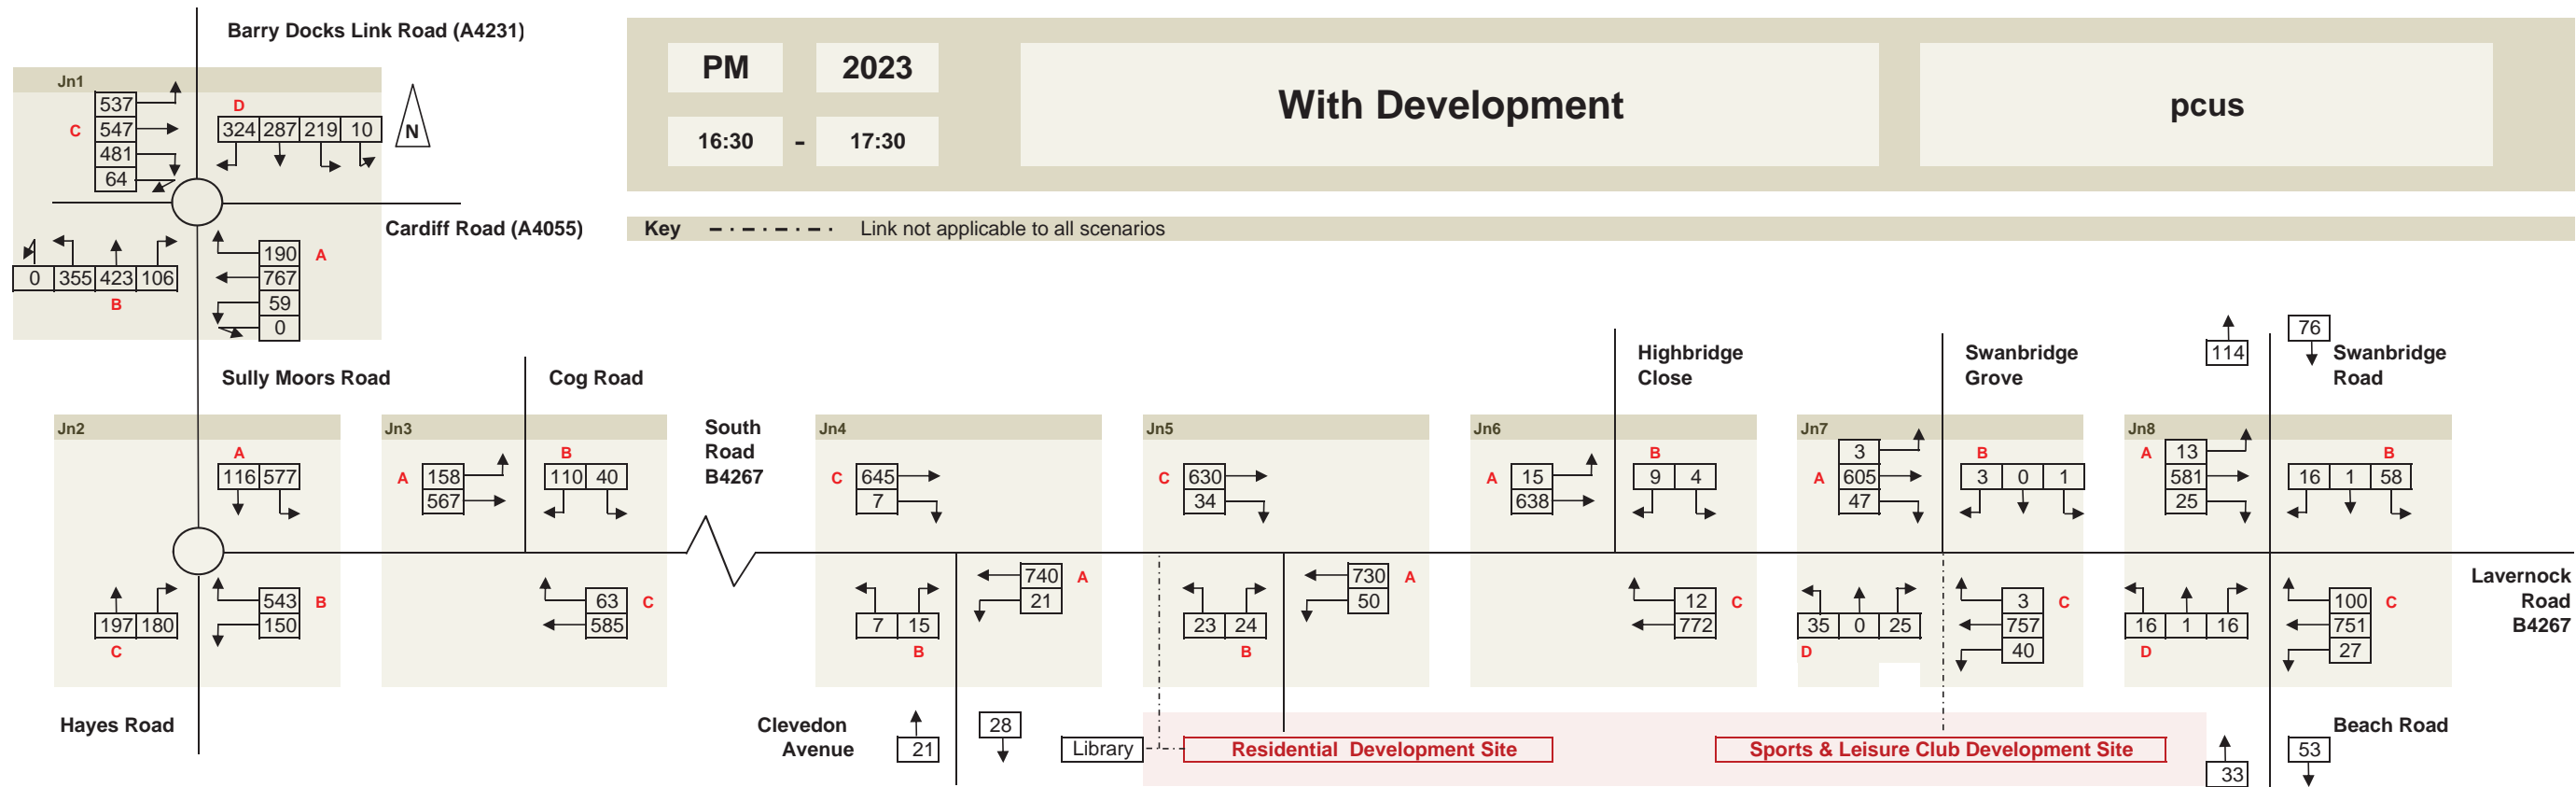 Barry Docks Link Road (A4231)
PM 2023
With Development
pcus
16:30 - 17:30
Key Link not applicable to all scenarios
Jn1
537
C 547
481
64
D
324 287 219 10
N
Cardiff Road (A4055)
0 355 423 106
B
190 A
767
59
0
Sully Moors Road
Cog Road
South
Road
B4267
Highbridge
Close
Swanbridge
Grove
114
76
Swanbridge
Road
Jn2
A
116 577
197 180
C
543 B
150
Hayes Road
Jn3
A 158
567
B
110 40
63 C
585
Jn4
C 645
7
7 15
B
740 A
21
Clevedon
Avenue
21
28
Jn5
C 630
34
23 24
B
730 A
50
Library
Residential Development Site
Jn6
A 15
638
B
9 4
12 C
772
Jn7
3
A 605
47
B
3 0 1
35 0 25
D
3 C
757
40
Sports & Leisure Club Development Site
Jn8
A 13
581
25
B
16 1 58
16 1 16
D
100 C
751
27
Lavernock
Road
B4267
Beach Road
33
53